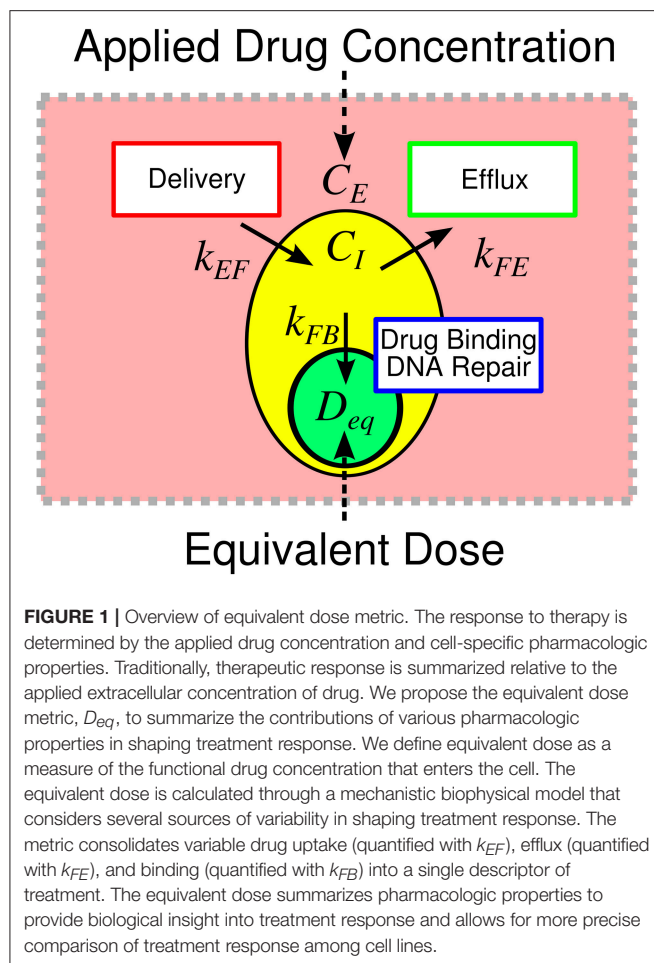 Applied Drug Concentration
Delivery
C_E
Efflux
k_EF
C_I
k_FE
k_FB
Drug Binding
DNA Repair
D_eq
Equivalent Dose
FIGURE 1 | Overview of equivalent dose metric. The response to therapy is
determined by the applied drug concentration and cell-specific pharmacologic
properties. Traditionally, therapeutic response is summarized relative to the
applied extracellular concentration of drug. We propose the equivalent dose
metric, D_eq, to summarize the contributions of various pharmacologic
properties in shaping treatment response. We define equivalent dose as a
measure of the functional drug concentration that enters the cell. The
equivalent dose is calculated through a mechanistic biophysical model that
considers several sources of variability in shaping treatment response. The
metric consolidates variable drug uptake (quantified with k_EF), efflux (quantified
with k_FE), and binding (quantified with k_FB) into a single descriptor of
treatment. The equivalent dose summarizes pharmacologic properties to
provide biological insight into treatment response and allows for more precise
comparison of treatment response among cell lines.